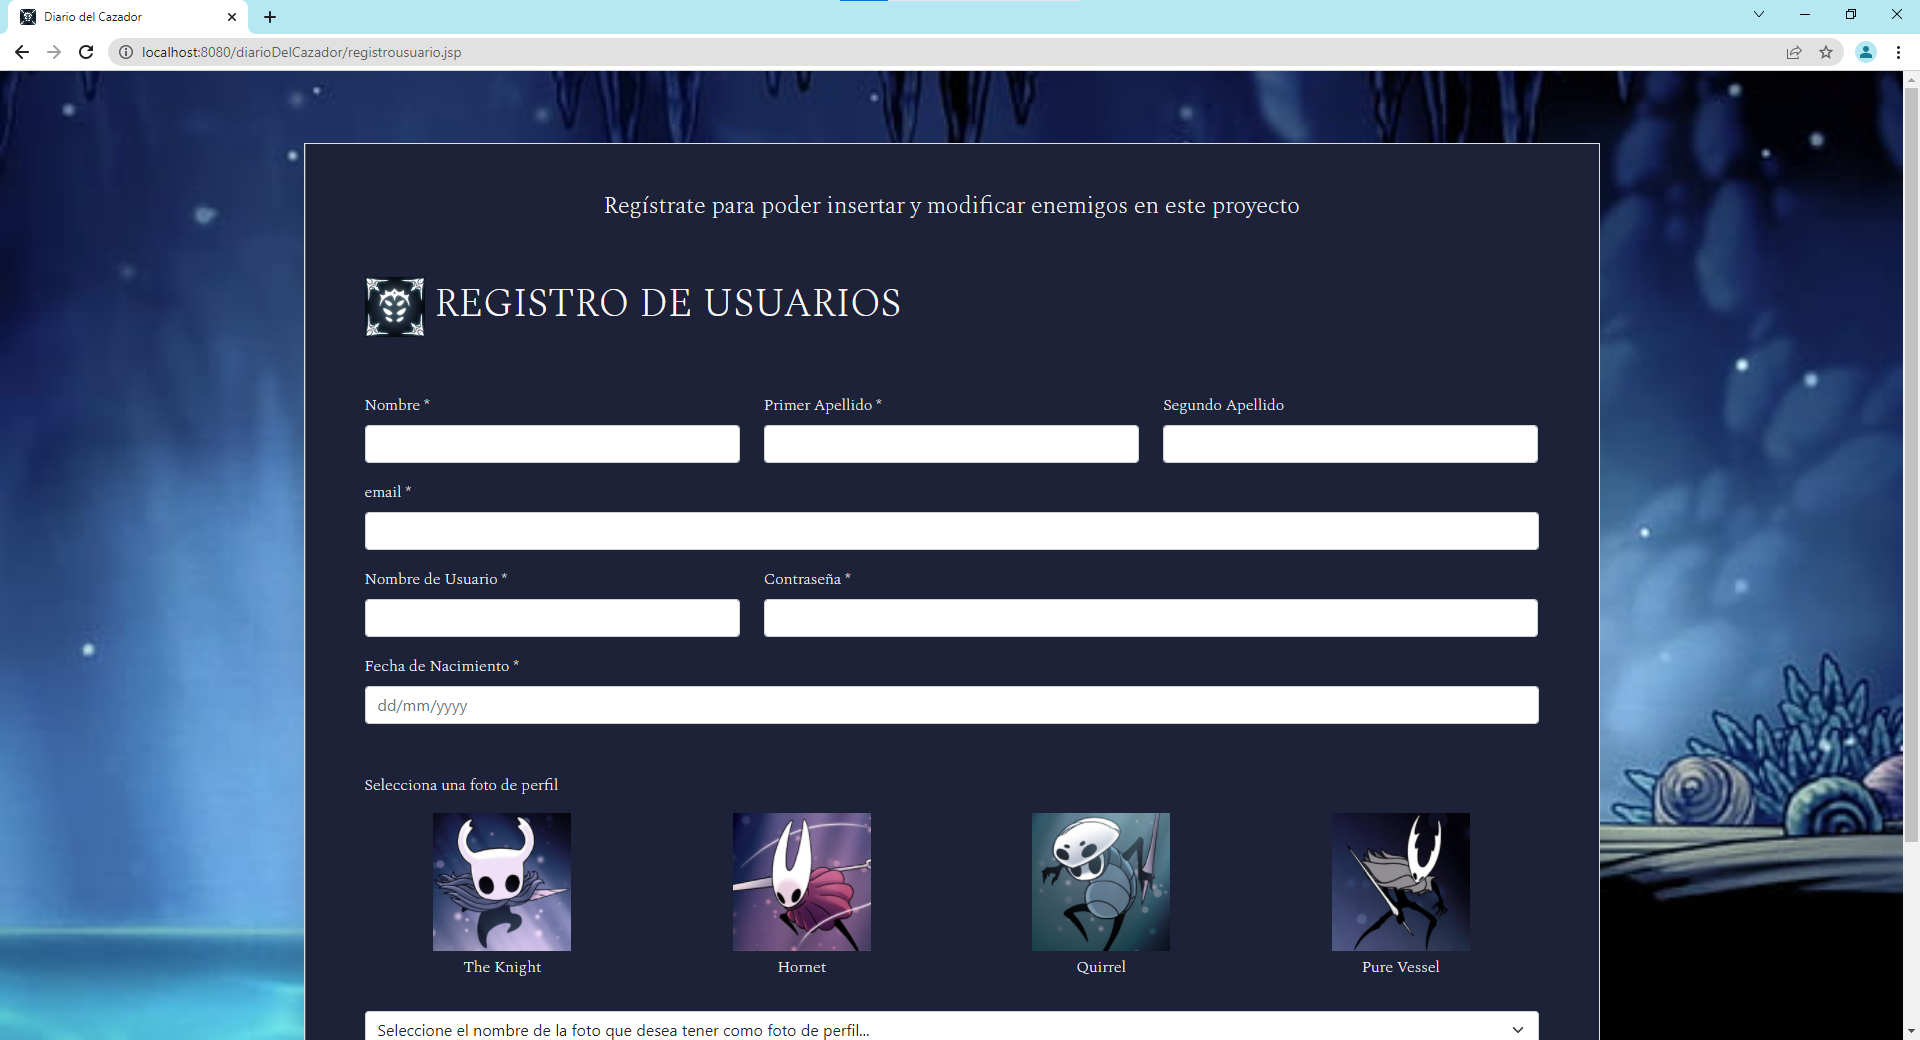 Diario del Cazador
localhost:8080/diarioDelCazador/registrousuario.jsp
Regístrate para poder insertar y modificar enemigos en este proyecto
REGISTRO DE USUARIOS
Nombre * Primer Apellido * Segundo Apellido
email *
Nombre de Usuario * Contraseña *
Fecha de Nacimiento *
dd/mm/yyyy
Selecciona una foto de perfil
The Knight Hornet Quirrel Pure Vessel
Seleccione el nombre de la foto que desea tener como foto de perfil...